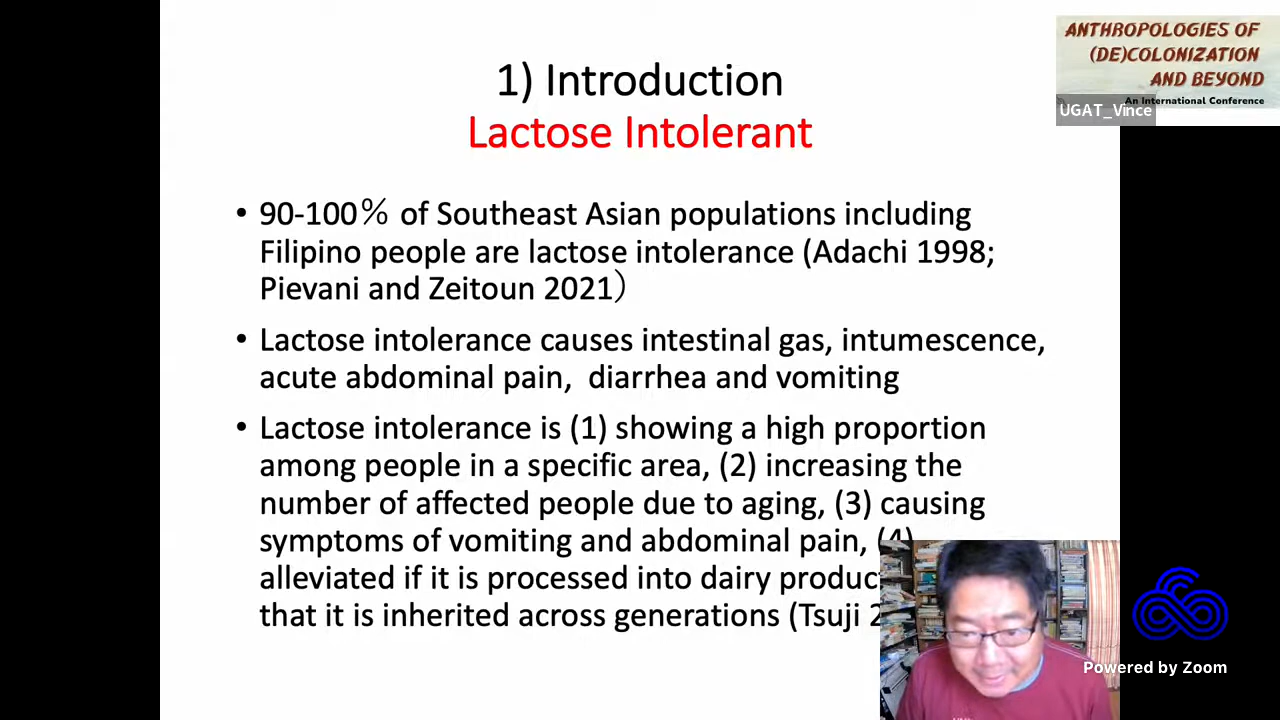 1) Introduction
Lactose Intolerant
• 90-100% of Southeast Asian populations including
Filipino people are lactose intolerance (Adachi 1998;
Pievani and Zeitoun 2021)
• Lactose intolerance causes intestinal gas, intumescence,
acute abdominal pain, diarrhea and vomiting
• Lactose intolerance is (1) showing a high proportion
among people in a specific area, (2) increasing the
number of affected people due to aging, (3) causing
symptoms of vomiting and abdominal pain, (4)
alleviated if it is processed into dairy
that it is inherited across generations (Tsuji
ANTHROPOLOGIES OF
(DE)COLONIZATION
AND BEYOND
An International Conference
UGAT_Vince
Powered by Zoom